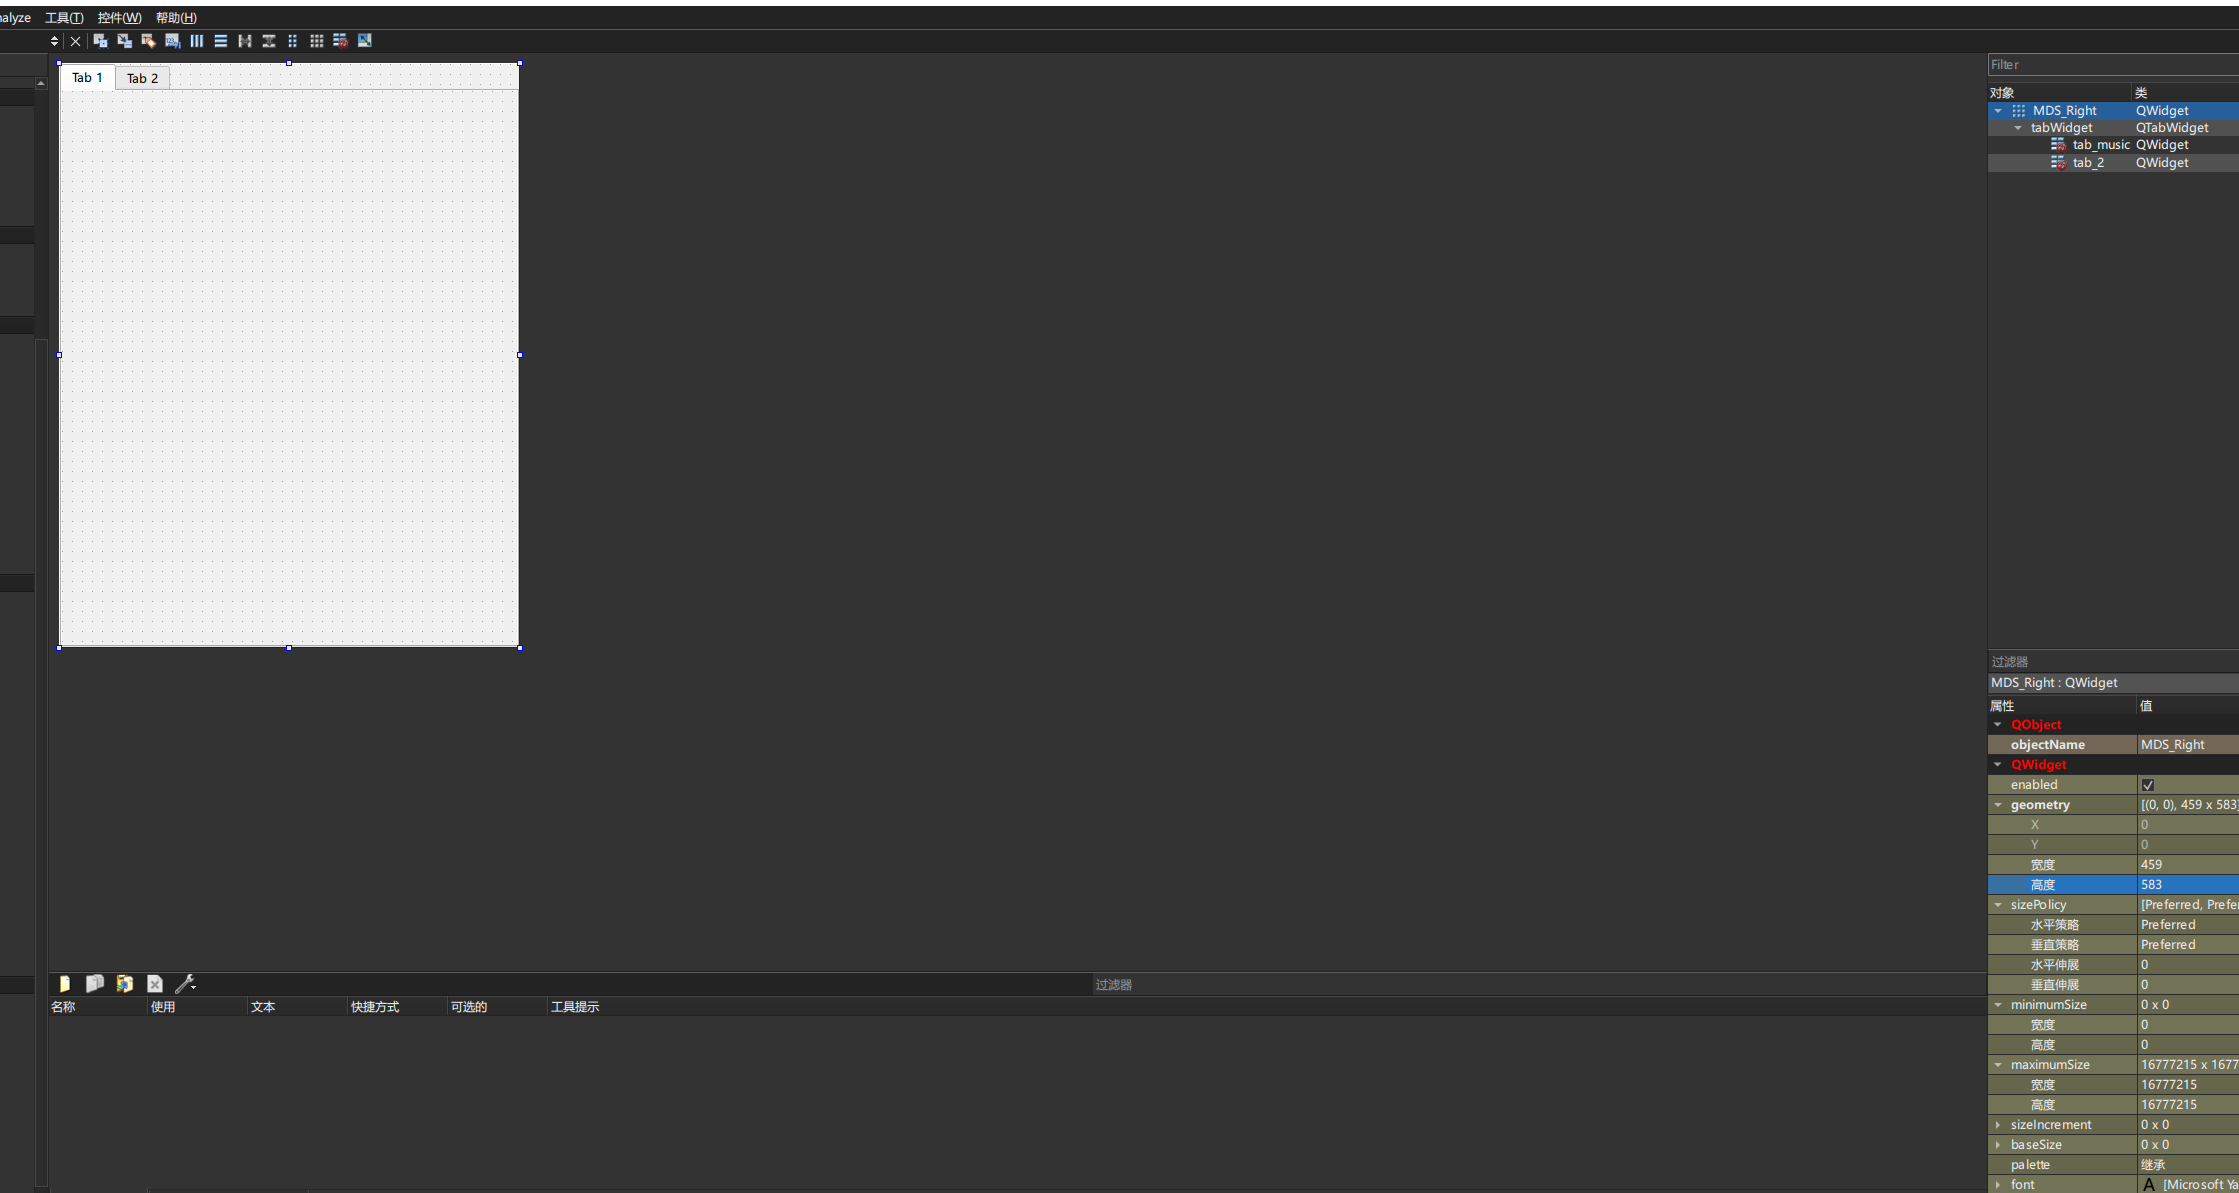 nalyze 工具(T) 控件(W) 帮助(H)
Tab 1 Tab 2
Filter
对象 类
MDS_Right QWidget
tabWidget QTabWidget
tab_music QWidget
tab_2 QWidget
过滤器
MDS_Right : QWidget
属性 值
QObject
objectName MDS_Right
QWidget
enabled
geometry [(0, 0), 459 x 583]
X 0
Y 0
宽度 459
高度 583
sizePolicy [Preferred, Prefer
水平策略 Preferred
垂直策略 Preferred
水平伸展 0
垂直伸展 0
minimumSize 0 x 0
宽度 0
高度 0
maximumSize 16777215 x 1677
宽度 16777215
高度 16777215
sizeIncrement 0 x 0
baseSize 0 x 0
palette 继承
font A [Microsoft Ya
过滤器
名称 使用 文本 快捷方式 可选的 工具提示